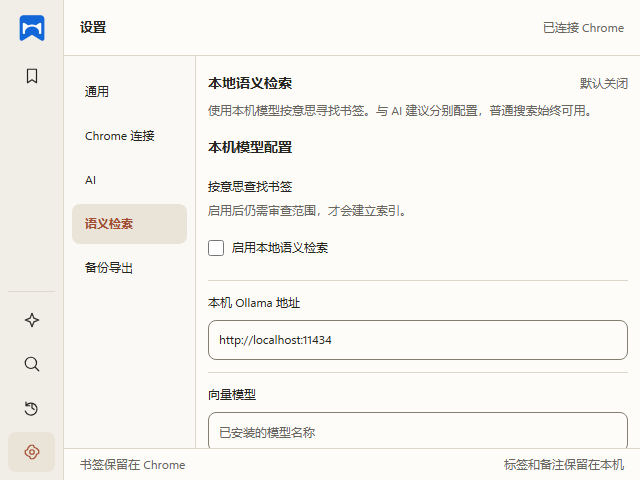 设置
已连接 Chrome
通用
Chrome 连接
AI
语义检索
备份导出
本地语义检索
默认关闭
使用本机模型按意思寻找书签。与 AI 建议分别配置，普通搜索始终可用。
本机模型配置
按意思查找书签
启用后仍需审查范围，才会建立索引。
启用本地语义检索
本机 Ollama 地址
http://localhost:11434
向量模型
已安装的模型名称
书签保留在 Chrome
标签和备注保留在本机